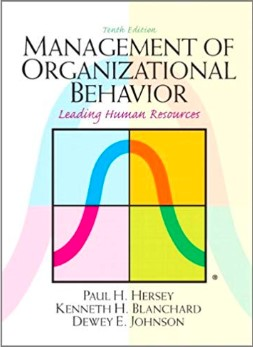 Tenth Edition
MANAGEMENT OF
ORGANIZATIONAL
BEHAVIOR
Leading Human Resources
®
PAUL H. HERSEY
KENNETH H. BLANCHARD
DEWEY E. JOHNSON